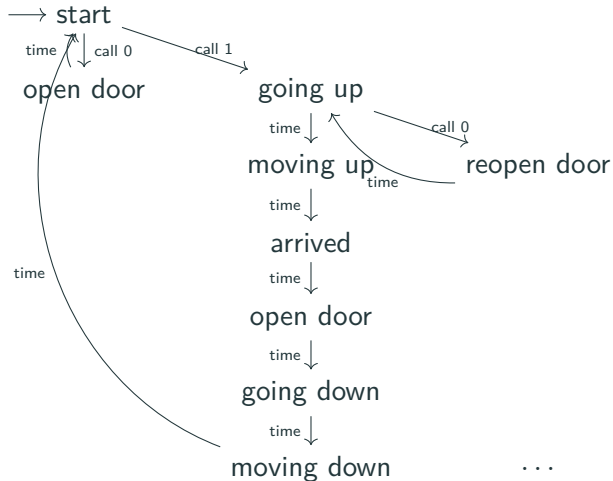 start
time
call 0
call 1
open door
going up
time
call 0
moving up
reopen door
time
time
arrived
time
time
open door
time
going down
time
moving down
...